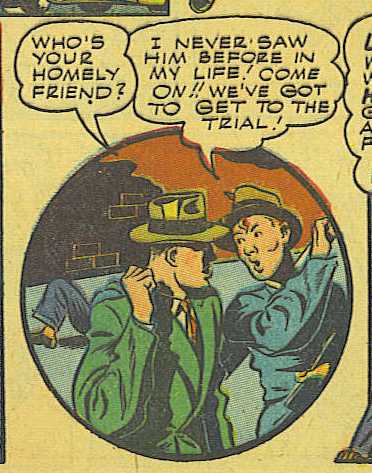 WHO'S
YOUR
HOMELY
FRIEND?
I NEVER SAW
HIM BEFORE IN
MY LIFE! COME
ON!! WE'VE GOT
TO GET TO THE
TRIAL!